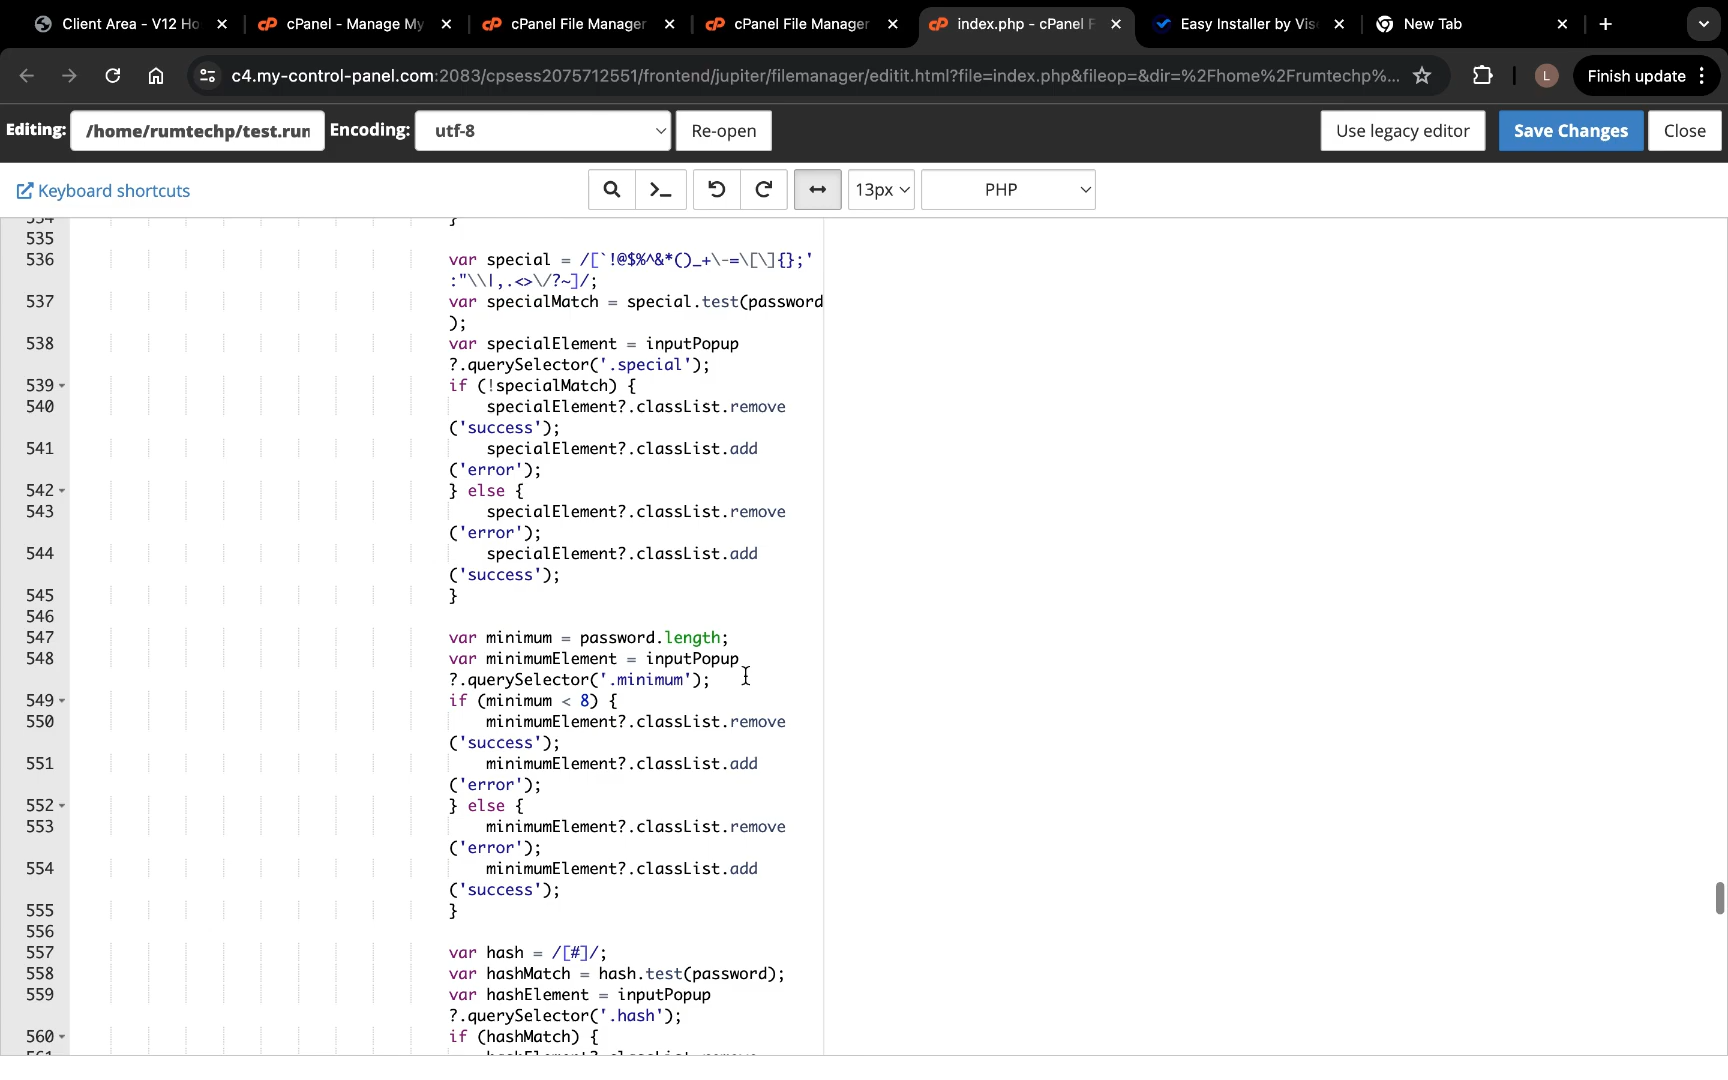 Client Area - V12 Ho
cPanel - Manage My
cPanel File Manager
cPanel File Manager
index.php - cPanel F
Easy Installer by Vis
New Tab
c4.my-control-panel.com:2083/cpsess2075712551/frontend/jupiter/filemanager/editit.html?file=index.php&fileop=&dir=%2Fhome%2Frumtechp%...
L
Finish update
Editing:
/home/rumtechp/test.run
Encoding:
utf-8
Re-open
Use legacy editor
Save Changes
Close
Keyboard shortcuts
13px
PHP
534 }
535
536 var special = /[`!@$%^&*()_+\-=\[\]{};'
:"\\|,.<>\/?~]/;
537 var specialMatch = special.test(password
);
538 var specialElement = inputPopup
?.querySelector('.special');
539 if (!specialMatch) {
540 specialElement?.classList.remove
('success');
541 specialElement?.classList.add
('error');
542 } else {
543 specialElement?.classList.remove
('error');
544 specialElement?.classList.add
('success');
545 }
546
547 var minimum = password.length;
548 var minimumElement = inputPopup
?.querySelector('.minimum');
549 if (minimum < 8) {
550 minimumElement?.classList.remove
('success');
551 minimumElement?.classList.add
('error');
552 } else {
553 minimumElement?.classList.remove
('error');
554 minimumElement?.classList.add
('success');
555 }
556
557 var hash = /[#]/;
558 var hashMatch = hash.test(password);
559 var hashElement = inputPopup
?.querySelector('.hash');
560 if (hashMatch) {
561 hashElement?.classList.remove